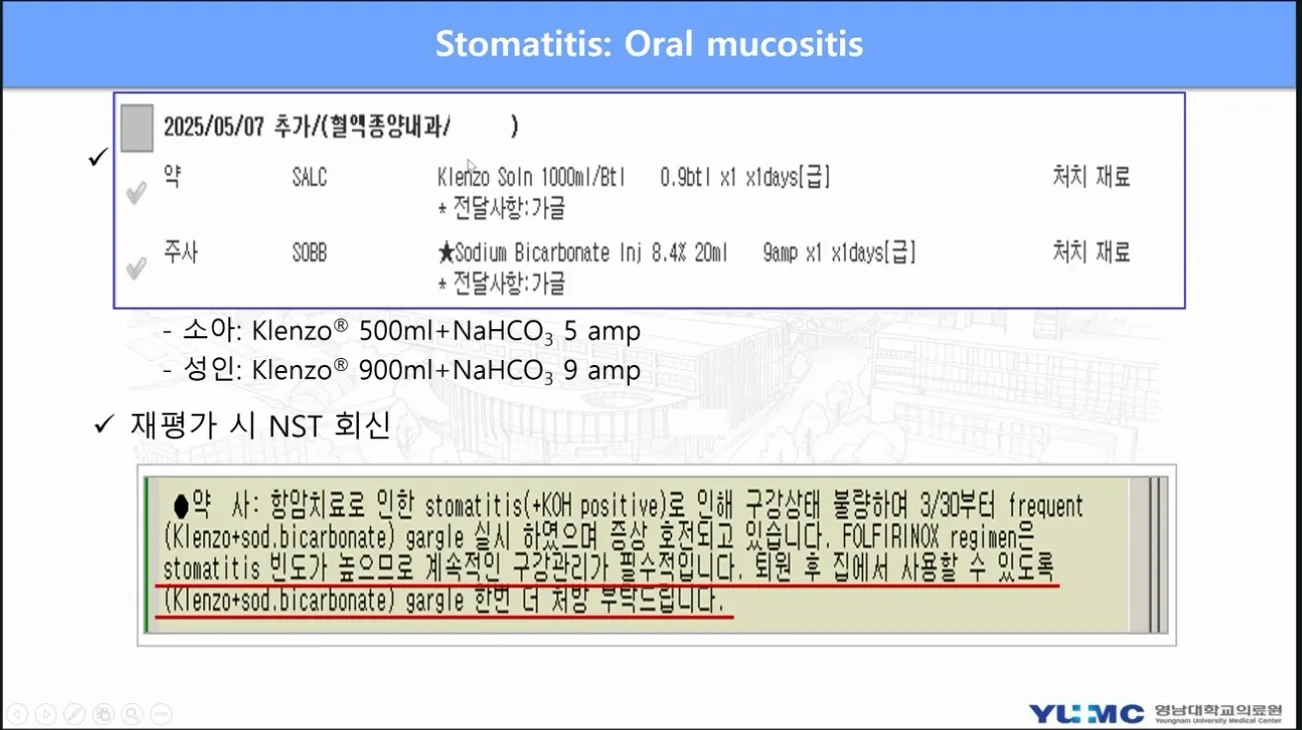 Stomatitis: Oral mucositis
2025/05/07 추가/(혈액종양내과/ )
✓
약 SALC Klenzo Soln 1000ml/Btl 0.9btl x1 x1days[급] 처치 재료
* 전달사항:가글
주사 SOBB ★Sodium Bicarbonate Inj 8.4% 20ml 9amp x1 x1days[급] 처치 재료
* 전달사항:가글
- 소아: Klenzo® 500ml+NaHCO₃ 5 amp
- 성인: Klenzo® 900ml+NaHCO₃ 9 amp
✓ 재평가 시 NST 회신
●약 사: 항암치료로 인한 stomatitis(+KOH positive)로 인해 구강상태 불량하여 3/30부터 frequent
(Klenzo+sod.bicarbonate) gargle 실시 하였으며 증상 호전되고 있습니다. FOLFIRINOX regimen은
stomatitis 빈도가 높으므로 계속적인 구강관리가 필수적입니다. 퇴원 후 집에서 사용할 수 있도록
(Klenzo+sod.bicarbonate) gargle 한번 더 처방 부탁드립니다.
YUMC 영남대학교의료원
Yeungnam University Medical Center